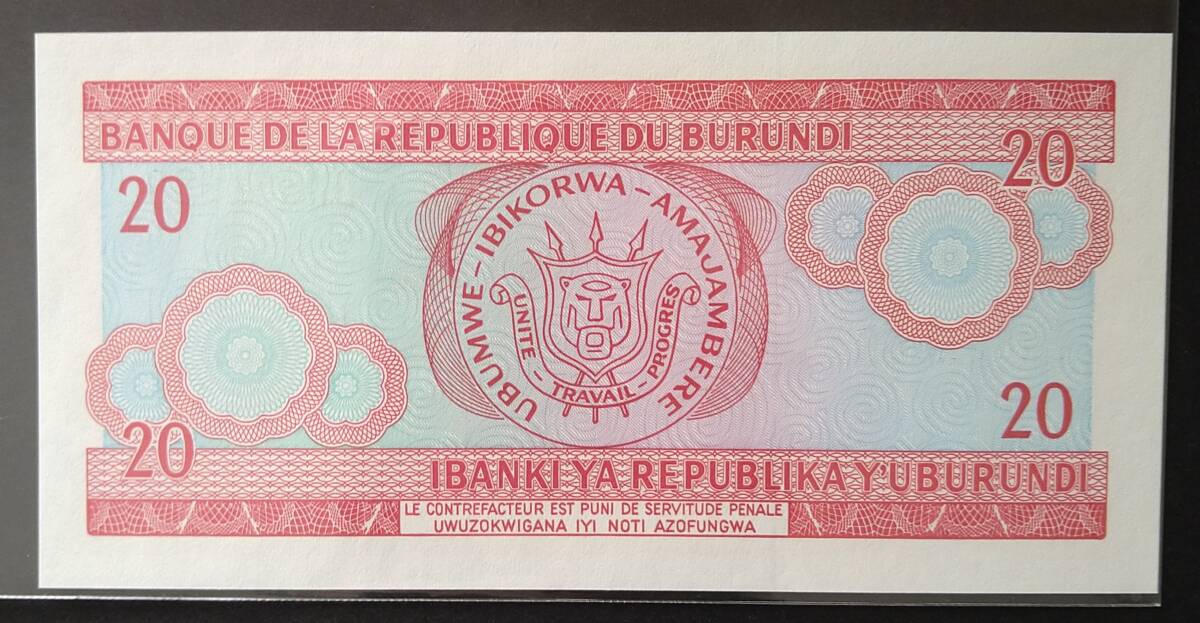 BANQUE DE LA REPUBLIQUE DU BURUNDI
20
20
UBUMWE - IBIKORWA - AMAJAMBERE
UNITE - TRAVAIL - PROGRES
20
20
IBANKI YA REPUBLIKA Y'UBURUNDI
LE CONTREFACTEUR EST PUNI DE SERVITUDE PENALE
UWUZOKWIGANA IYI NOTI AZOFUNGWA